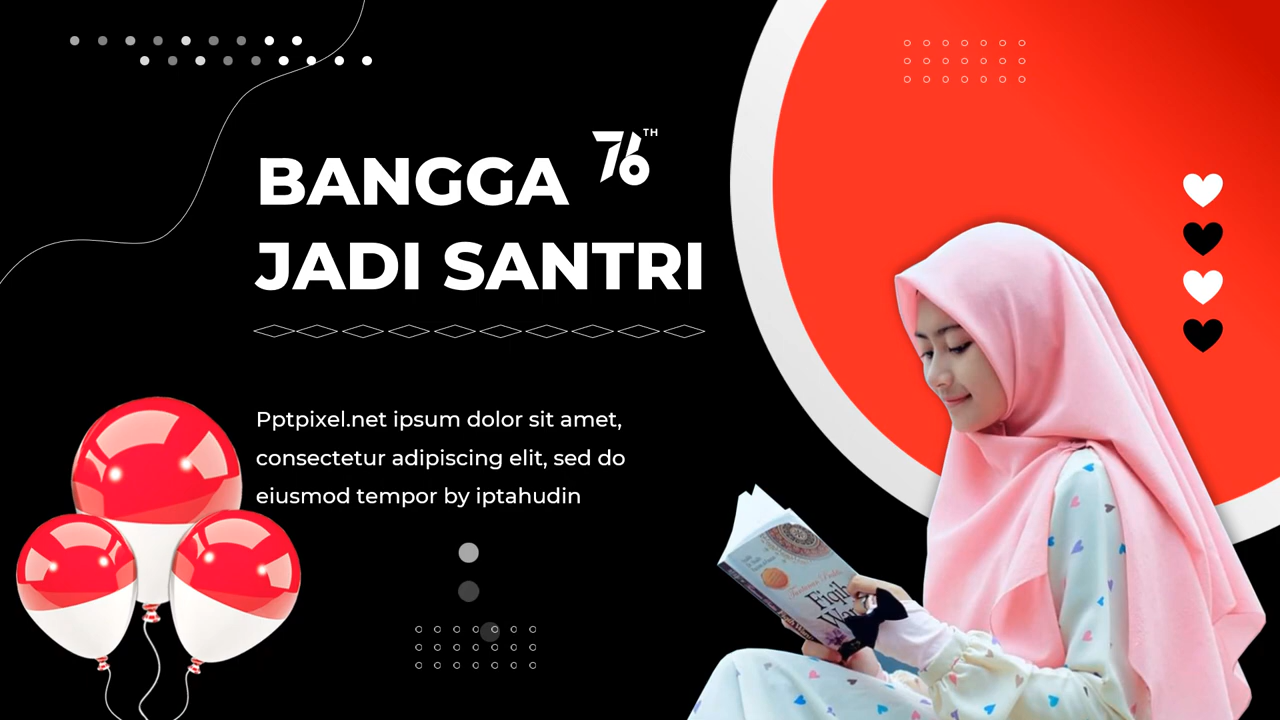 76TH
BANGGA
JADI SANTRI
Pptpixel.net ipsum dolor sit amet,
consectetur adipiscing elit, sed do
eiusmod tempor by iptahudin
Fiqih